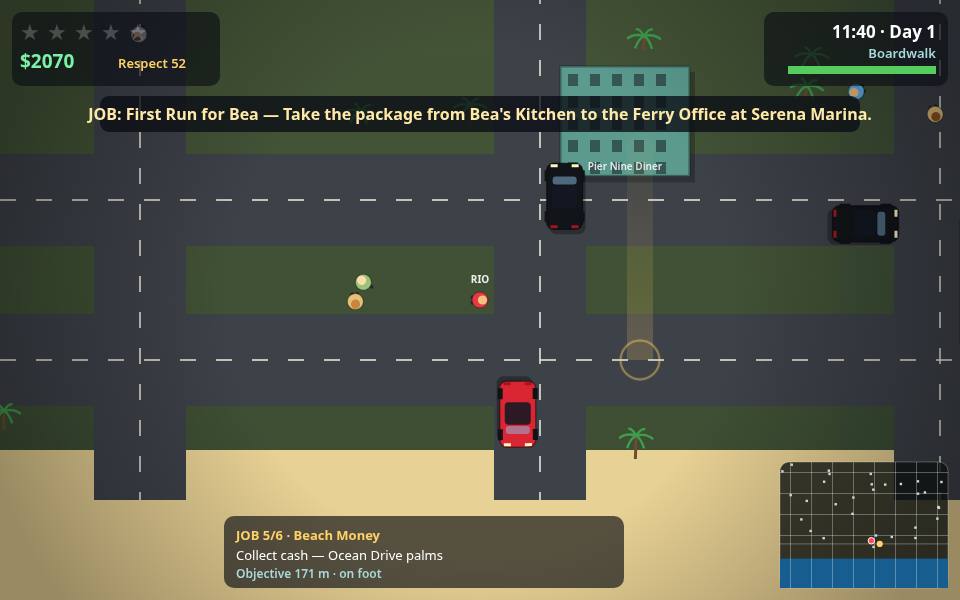 $2070
Respect 52
11:40 · Day 1
Boardwalk
JOB: First Run for Bea — Take the package from Bea's Kitchen to the Ferry Office at Serena Marina.
Pier Nine Diner
RIO
JOB 5/6 · Beach Money
Collect cash — Ocean Drive palms
Objective 171 m · on foot